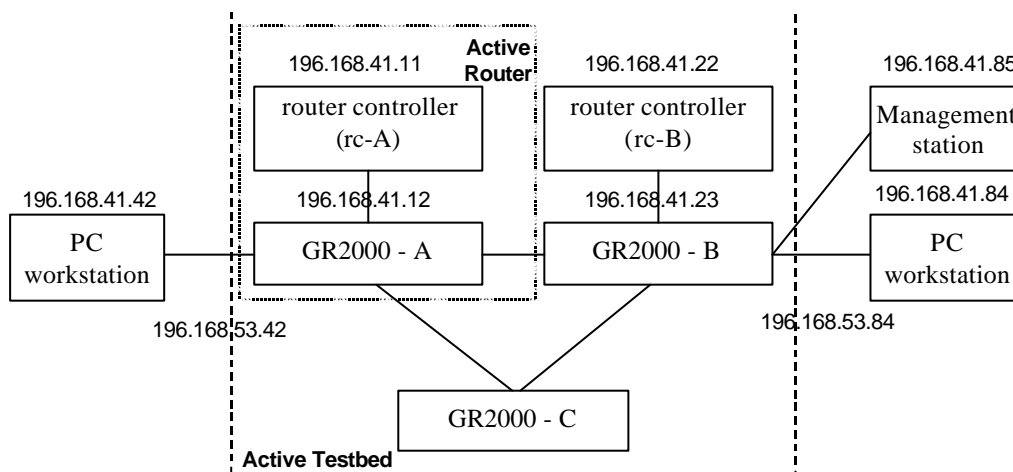 Active
Router
196.168.41.11
196.168.41.22
196.168.41.85
router controller
(rc-A)
router controller
(rc-B)
Management
station
196.168.41.42
196.168.41.12
196.168.41.23
196.168.41.84
PC
workstation
GR2000 - A
GR2000 - B
PC
workstation
196.168.53.42
196.168.53.84
GR2000 - C
Active Testbed